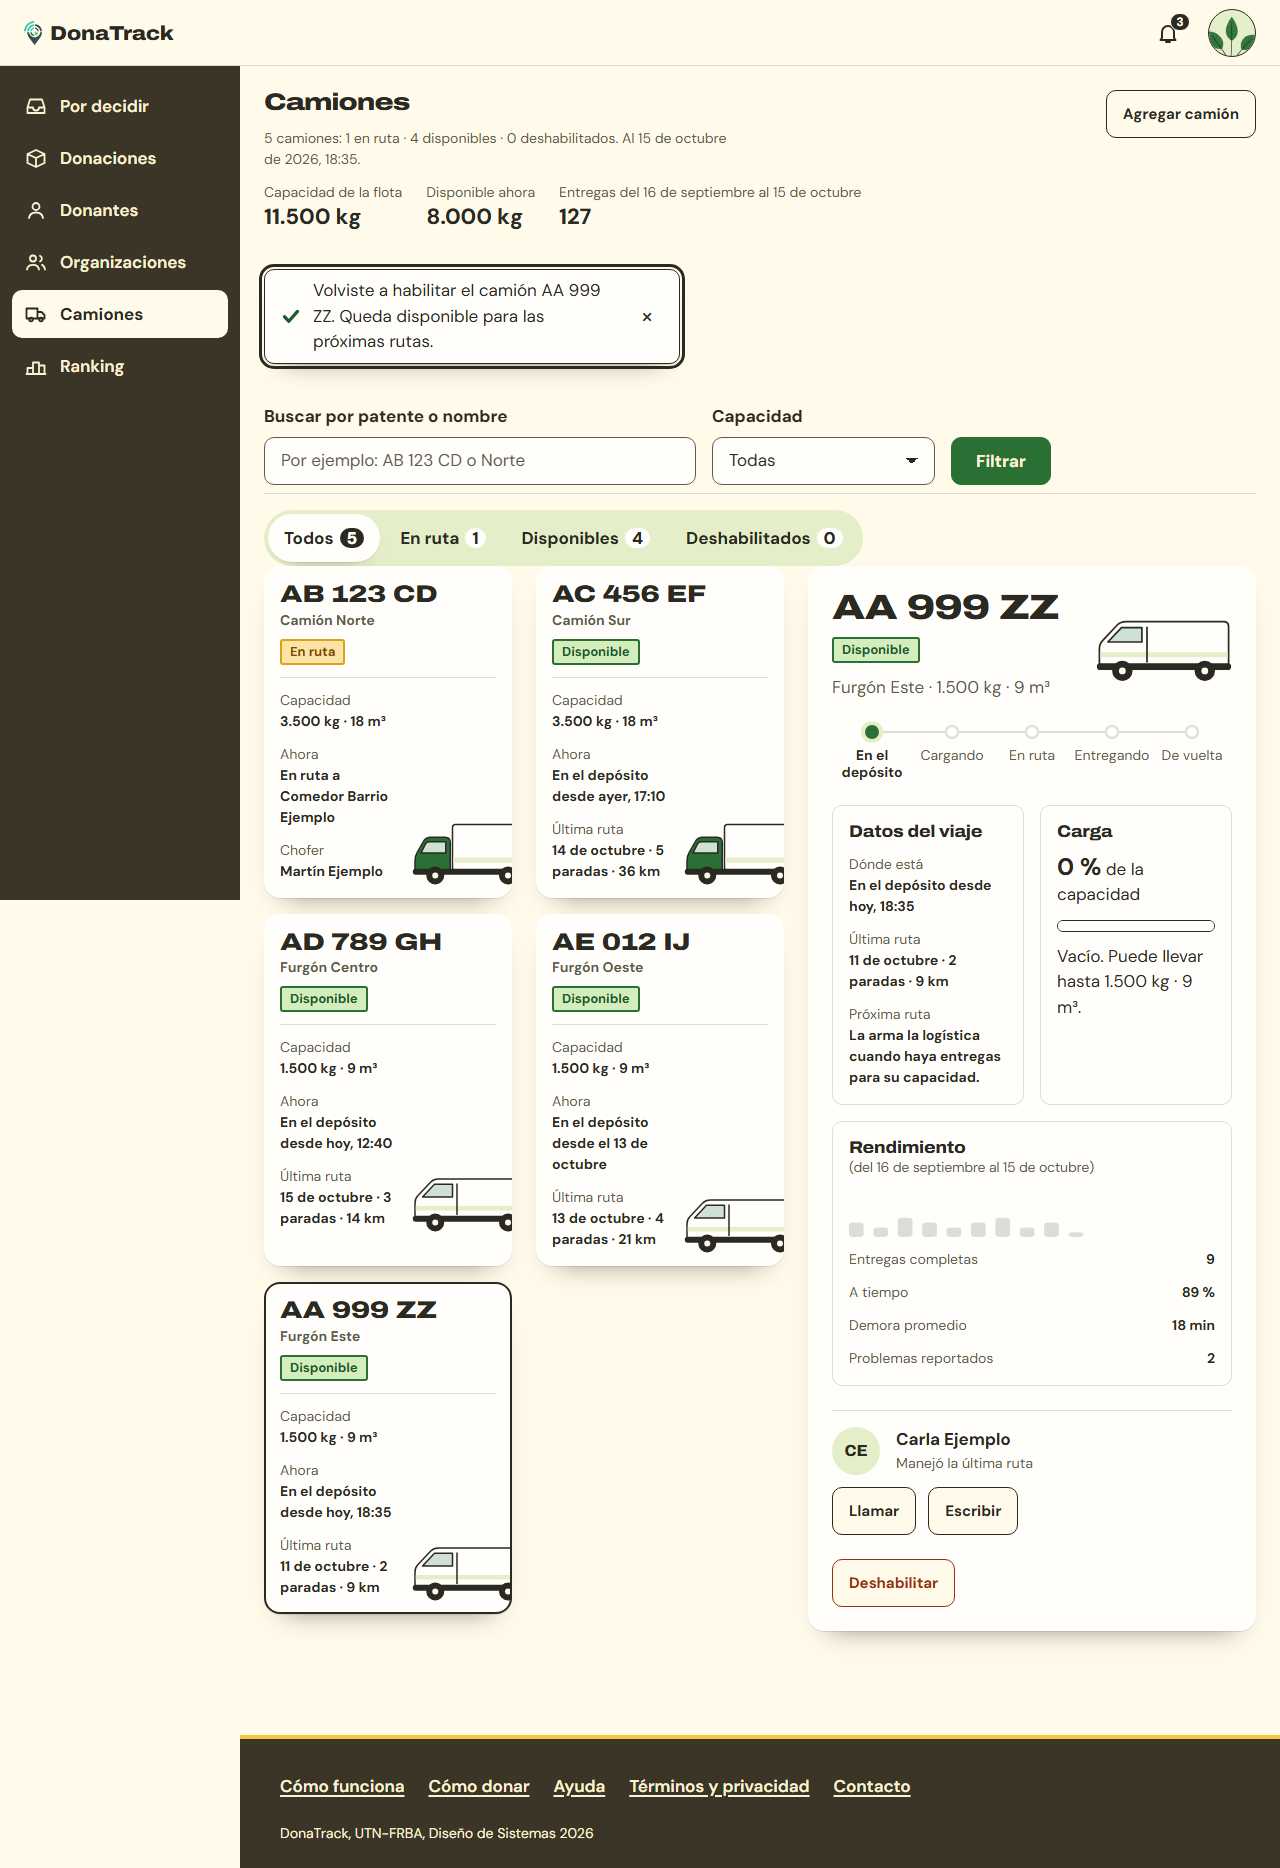 DonaTrack
3
Por decidir
Donaciones
Donantes
Organizaciones
Camiones
Ranking
Camiones
Agregar camión
5 camiones: 1 en ruta · 4 disponibles · 0 deshabilitados. Al 15 de octubre
de 2026, 18:35.
Capacidad de la flota
11.500 kg
Disponible ahora
8.000 kg
Entregas del 16 de septiembre al 15 de octubre
127
Volviste a habilitar el camión AA 999
ZZ. Queda disponible para las
próximas rutas.
×
Buscar por patente o nombre
Por ejemplo: AB 123 CD o Norte
Capacidad
Todas
Filtrar
Todos 5
En ruta 1
Disponibles 4
Deshabilitados 0
AB 123 CD
Camión Norte
En ruta
Capacidad
3.500 kg · 18 m³
Ahora
En ruta a
Comedor Barrio
Ejemplo
Chofer
Martín Ejemplo
AC 456 EF
Camión Sur
Disponible
Capacidad
3.500 kg · 18 m³
Ahora
En el depósito
desde ayer, 17:10
Última ruta
14 de octubre · 5
paradas · 36 km
AD 789 GH
Furgón Centro
Disponible
Capacidad
1.500 kg · 9 m³
Ahora
En el depósito
desde hoy, 12:40
Última ruta
15 de octubre · 3
paradas · 14 km
AE 012 IJ
Furgón Oeste
Disponible
Capacidad
1.500 kg · 9 m³
Ahora
En el depósito
desde el 13 de
octubre
Última ruta
13 de octubre · 4
paradas · 21 km
AA 999 ZZ
Furgón Este
Disponible
Capacidad
1.500 kg · 9 m³
Ahora
En el depósito
desde hoy, 18:35
Última ruta
11 de octubre · 2
paradas · 9 km
AA 999 ZZ
Disponible
Furgón Este · 1.500 kg · 9 m³
En el
depósito
Cargando
En ruta
Entregando
De vuelta
Datos del viaje
Dónde está
En el depósito desde
hoy, 18:35
Última ruta
11 de octubre · 2
paradas · 9 km
Próxima ruta
La arma la logística
cuando haya entregas
para su capacidad.
Carga
0 % de la
capacidad
Vacío. Puede llevar
hasta 1.500 kg · 9
m³.
Rendimiento
(del 16 de septiembre al 15 de octubre)
Entregas completas 9
A tiempo 89 %
Demora promedio 18 min
Problemas reportados 2
CE
Carla Ejemplo
Manejó la última ruta
Llamar
Escribir
Deshabilitar
Cómo funciona
Cómo donar
Ayuda
Términos y privacidad
Contacto
DonaTrack, UTN-FRBA, Diseño de Sistemas 2026